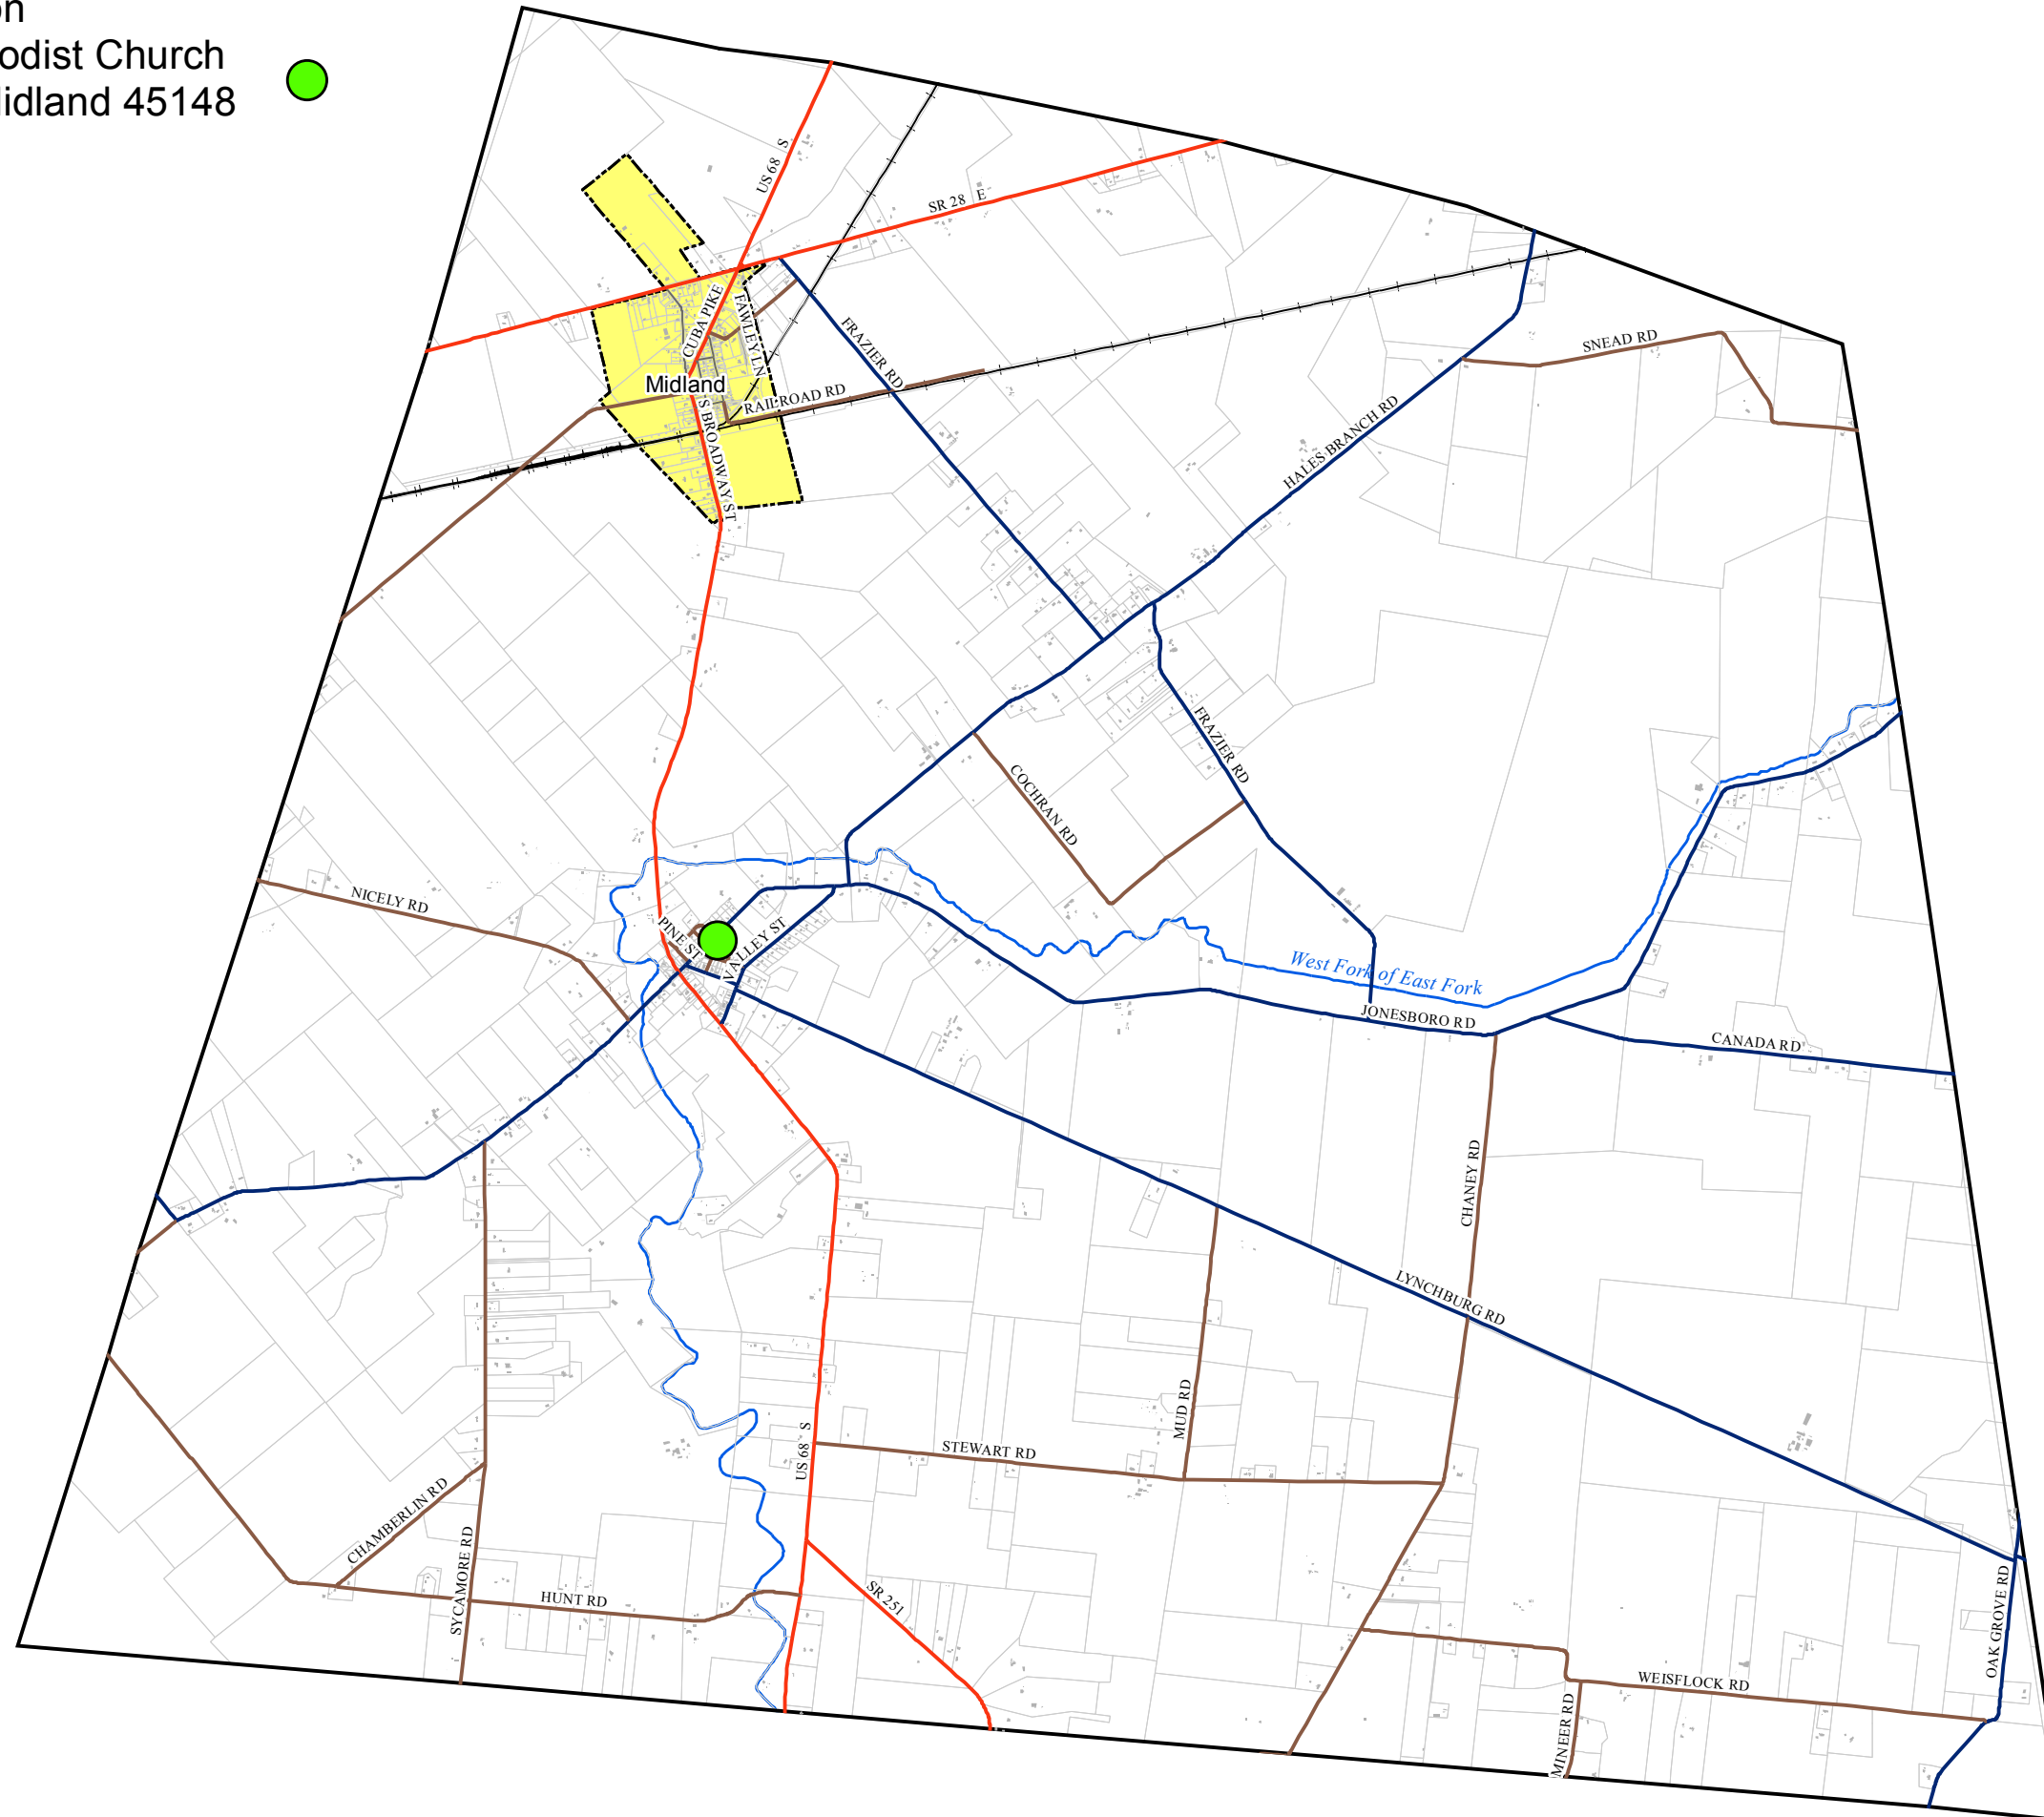 on
odist Church
Midland 45148
US 68 S
SR 28 E
CUBA PIKE
FAWLEY LN
FRAZIER RD
SNEAD RD
Midland
RAILROAD RD
S BROADWAY ST
HALES BRANCH RD
FRAZIER RD
COCHRAN RD
NICELY RD
PINE ST
VALLEY ST
West Fork of East Fork
JONESBORO RD
CANADA RD
CHANEY RD
LYNCHBURG RD
MUD RD
US 68 S
STEWART RD
CHAMBERLIN RD
SYCAMORE RD
HUNT RD
SR 251
OAK GROVE RD
WEISFLOCK RD
MINEER RD